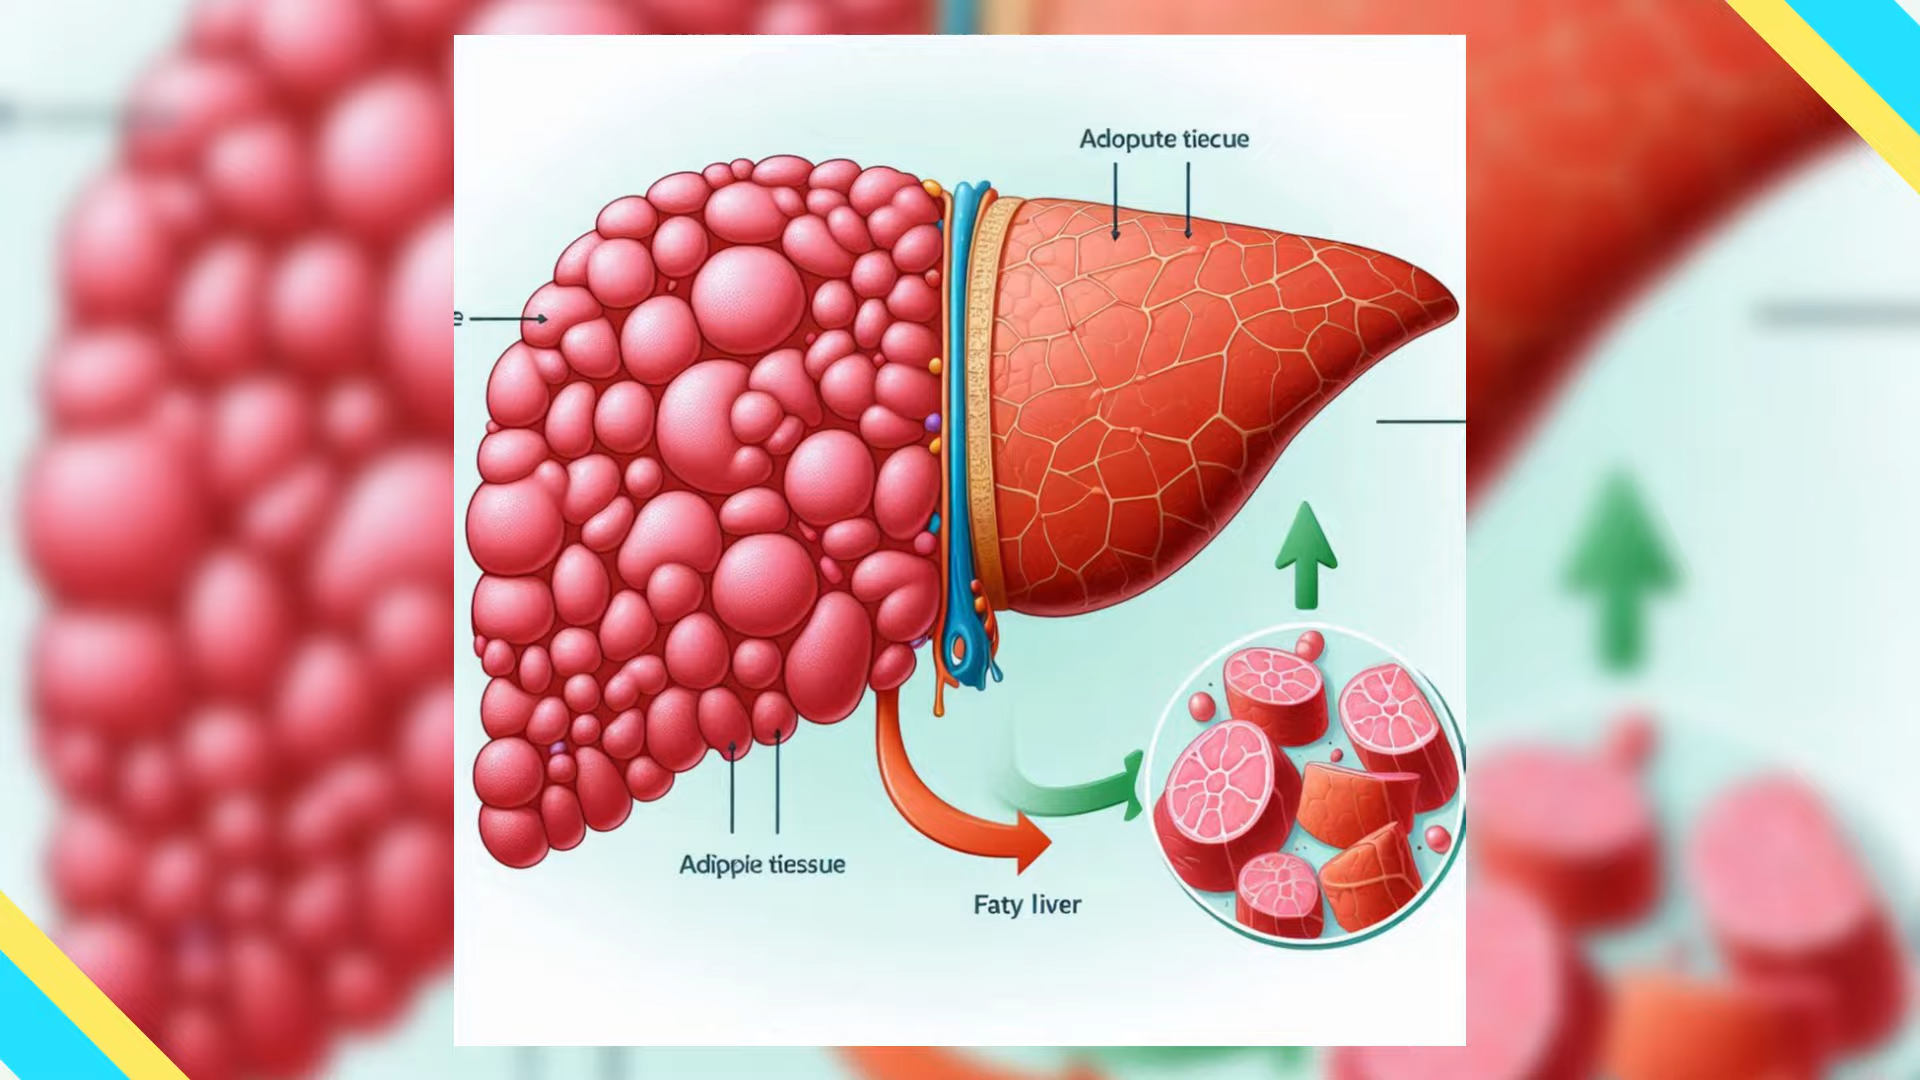 Adopute tiecue
Adippie tiessue
Faty liver